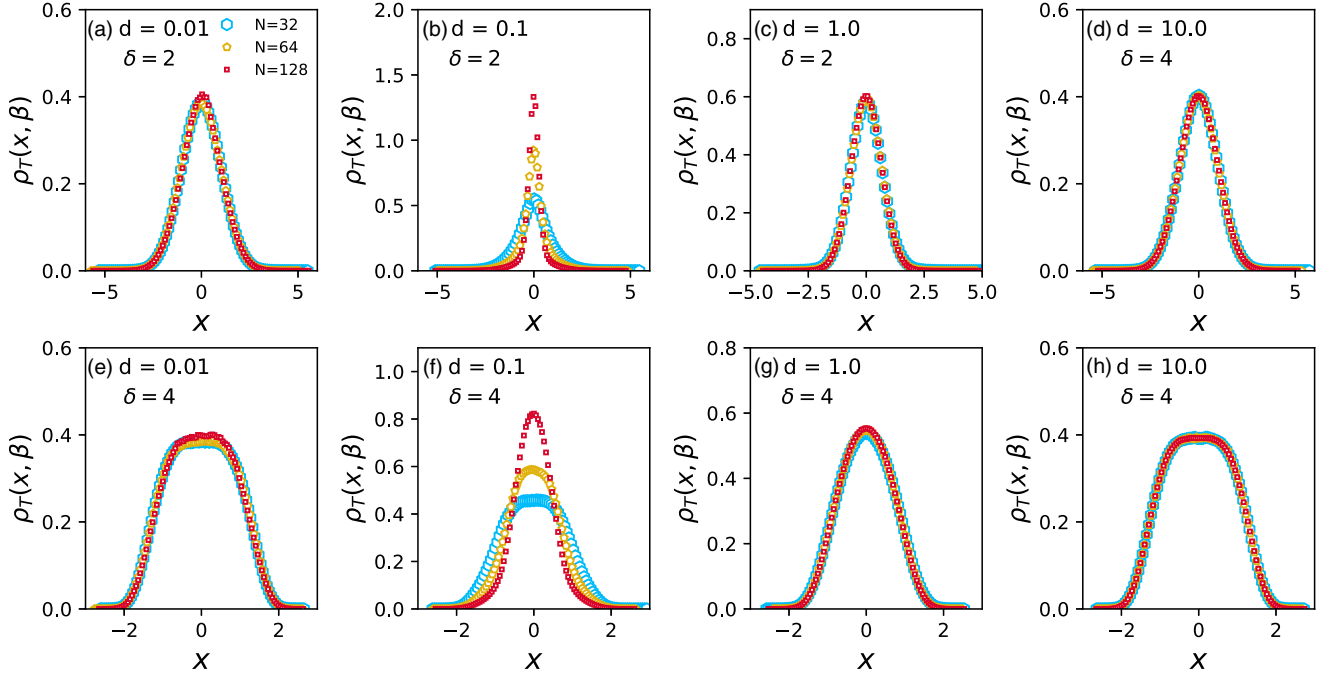 (a) d = 0.01
δ = 2
N=32
N=64
N=128
0.6
0.4
0.2
0.0
ρT(x, β)
−5
0
5
x
(b) d = 0.1
δ = 2
2.0
1.5
1.0
0.5
0.0
ρT(x, β)
−5
0
5
x
(c) d = 1.0
δ = 2
0.8
0.6
0.4
0.2
0.0
ρT(x, β)
−5.0
−2.5
0.0
2.5
5.0
x
(d) d = 10.0
δ = 4
0.6
0.4
0.2
0.0
ρT(x, β)
−5
0
5
x
(e) d = 0.01
δ = 4
0.6
0.4
0.2
0.0
ρT(x, β)
−2
0
2
x
(f) d = 0.1
δ = 4
1.0
0.8
0.6
0.4
0.2
0.0
ρT(x, β)
−2
0
2
x
(g) d = 1.0
δ = 4
0.8
0.6
0.4
0.2
0.0
ρT(x, β)
−2
0
2
x
(h) d = 10.0
δ = 4
0.6
0.4
0.2
0.0
ρT(x, β)
−2
0
2
x